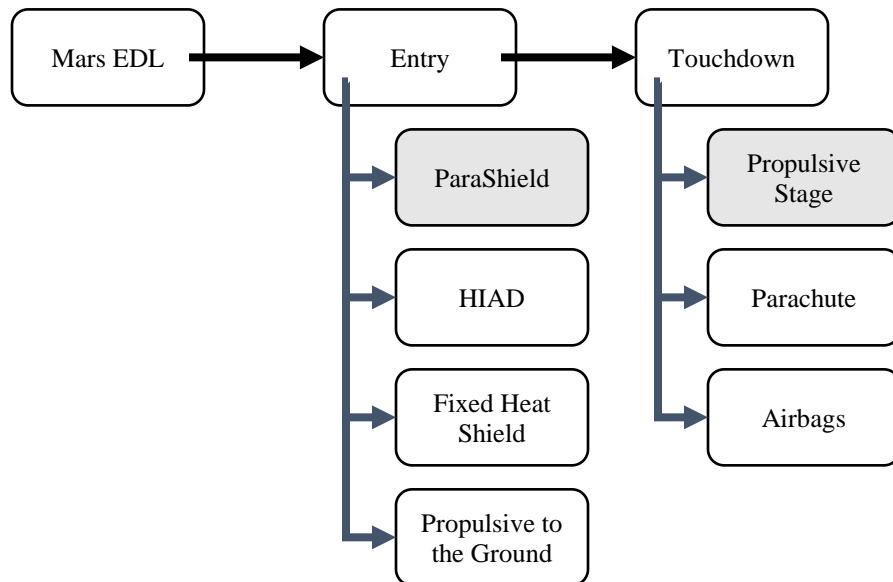 Mars EDL
Entry
Touchdown
ParaShield
Propulsive
Stage
HIAD
Parachute
Fixed Heat
Shield
Airbags
Propulsive to
the Ground